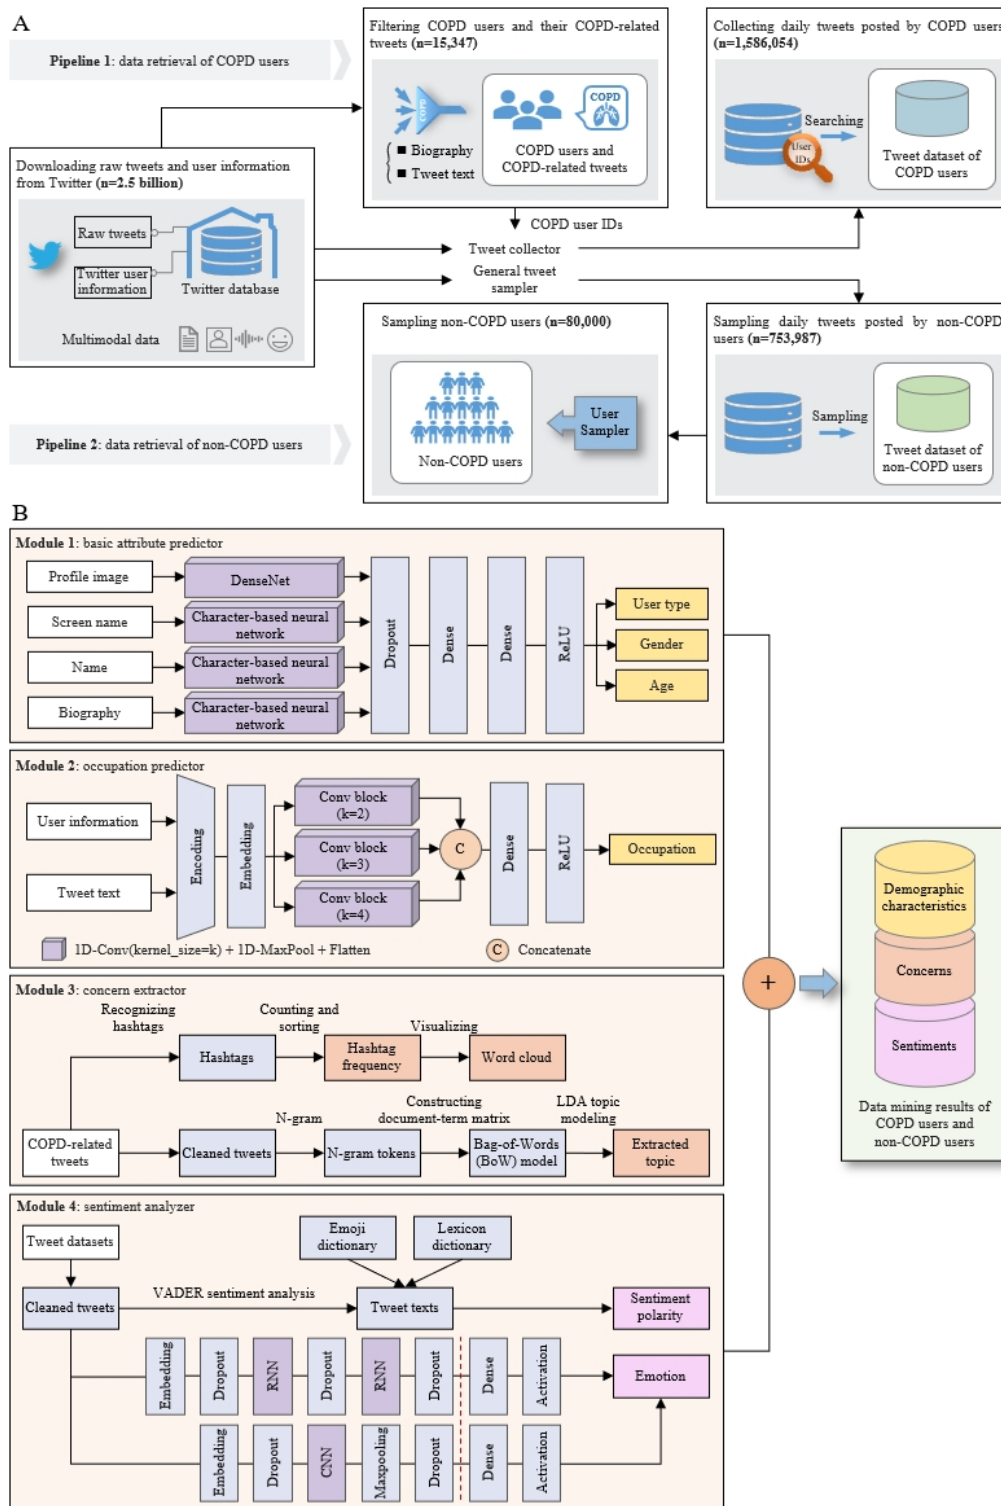 A
Pipeline 1: data retrieval of COPD users
Filtering COPD users and their COPD-related
tweets (n=15,347)
COPD
COPD
Biography
Tweet text
COPD users and
COPD-related tweets
Collecting daily tweets posted by COPD users
(n=1,586,054)
Searching
User
IDs
Tweet dataset of
COPD users
Downloading raw tweets and user information
from Twitter (n=2.5 billion)
Raw tweets
Twitter user
information
Twitter database
Multimodal data
COPD user IDs
Tweet collector
General tweet
sampler
Sampling non-COPD users (n=80,000)
User
Sampler
Non-COPD users
Sampling daily tweets posted by non-COPD
users (n=753,987)
Sampling
Tweet dataset of
non-COPD users
Pipeline 2: data retrieval of non-COPD users
B
Module 1: basic attribute predictor
Profile image
DenseNet
Screen name
Character-based neural
network
Name
Character-based neural
network
Biography
Character-based neural
network
Dropout
Dense
Dense
ReLU
User type
Gender
Age
Module 2: occupation predictor
User information
Tweet text
Encoding
Embedding
Conv block
(k=2)
Conv block
(k=3)
Conv block
(k=4)
C
Dense
ReLU
Occupation
1D-Conv(kernel_size=k) + 1D-MaxPool + Flatten
C
Concatenate
Module 3: concern extractor
Recognizing
hashtags
Counting and
sorting
Visualizing
Hashtags
Hashtag
frequency
Word cloud
N-gram
Constructing
document-term matrix
LDA topic
modeling
COPD-related
tweets
Cleaned tweets
N-gram tokens
Bag-of-Words
(BoW) model
Extracted
topic
Module 4: sentiment analyzer
Tweet datasets
Emoji
dictionary
Lexicon
dictionary
Cleaned tweets
VADER sentiment analysis
Tweet texts
Sentiment
polarity
Embedding
Dropout
RNN
Dropout
RNN
Dropout
Dense
Activation
Emotion
Embedding
Dropout
CNN
Maxpooling
Dropout
Dense
Activation
+
Demographic
characteristics
Concerns
Sentiments
Data mining results of
COPD users and
non-COPD users